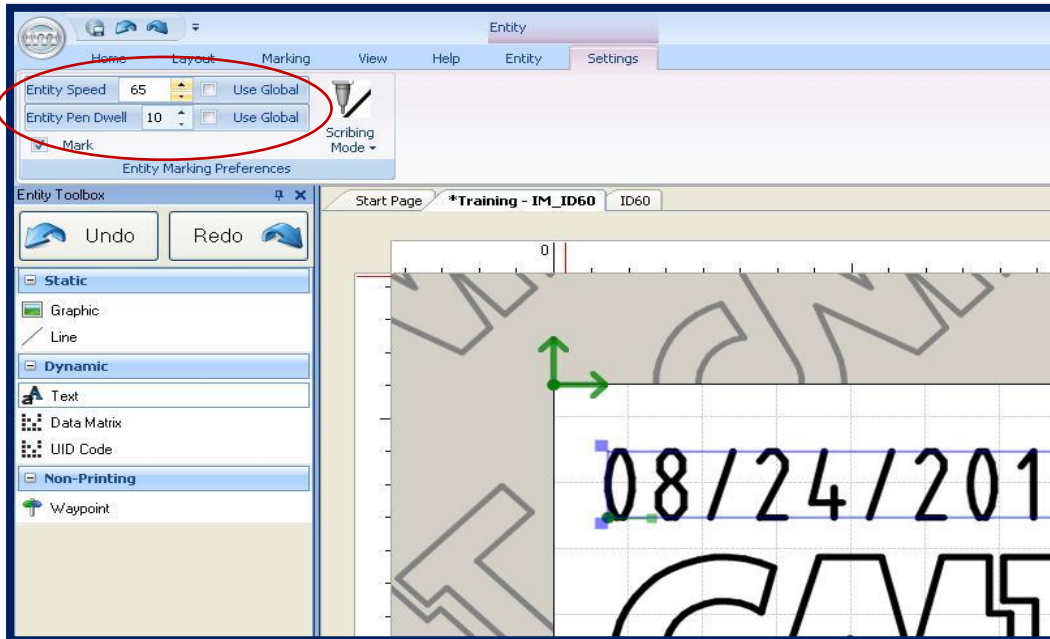 Entity
Home Layout Marking View Help Entity Settings
Entity Speed 65 Use Global
Entity Pen Dwell 10 Use Global
Mark
Scribing
Mode
Entity Marking Preferences
Entity Toolbox
Start Page *Training - IM_ID60 ID60
Undo Redo
0
Static
Graphic
Line
Dynamic
Text
Data Matrix
UID Code
Non-Printing
Waypoint
08/24/201